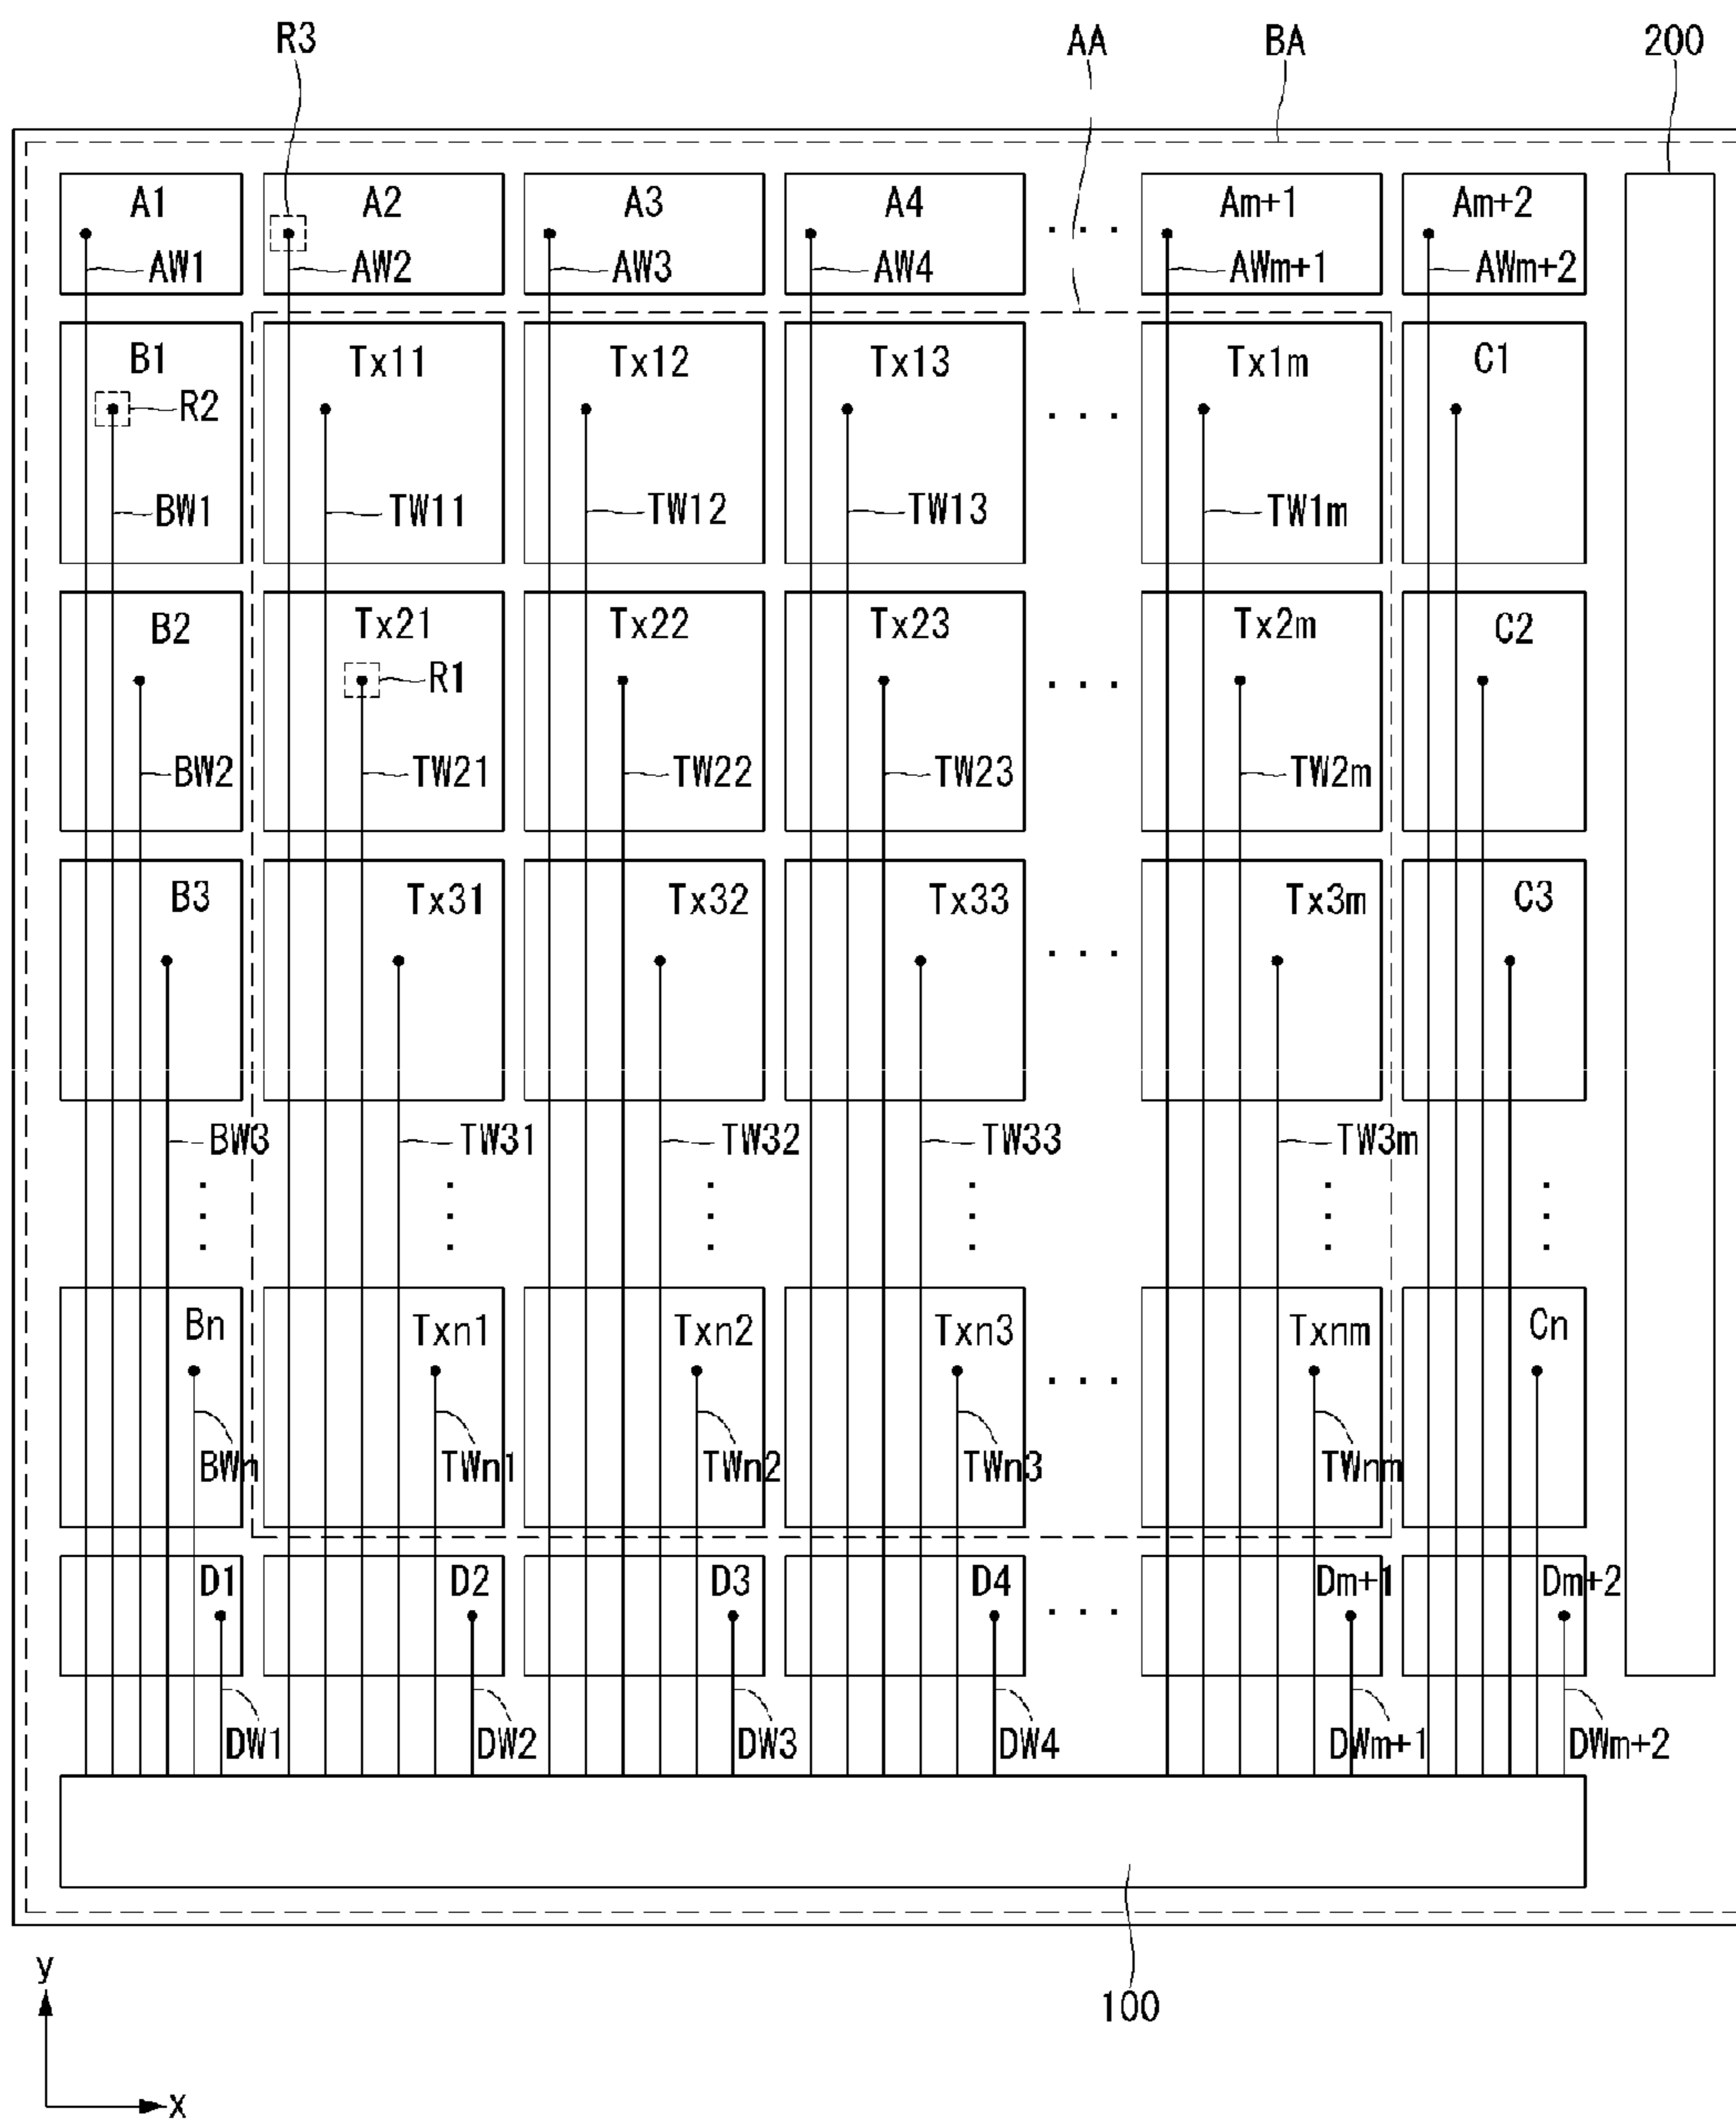 R3 AA BA 200
A1 A2 A3 A4 ... Am+1 Am+2
AW1 AW2 AW3 AW4 AWm+1 AWm+2
B1 Tx11 Tx12 Tx13 ... Tx1m C1
R2
BW1 TW11 TW12 TW13 TW1m
B2 Tx21 Tx22 Tx23 ... Tx2m C2
R1
BW2 TW21 TW22 TW23 TW2m
B3 Tx31 Tx32 Tx33 ... Tx3m C3
BW3 TW31 TW32 TW33 TW3m
Bn Txn1 Txn2 Txn3 ... Txnm Cn
BWn TWn1 TWn2 TWn3 TWnm
D1 D2 D3 D4 ... Dm+1 Dm+2
DW1 DW2 DW3 DW4 DWm+1 DWm+2
y
100
x